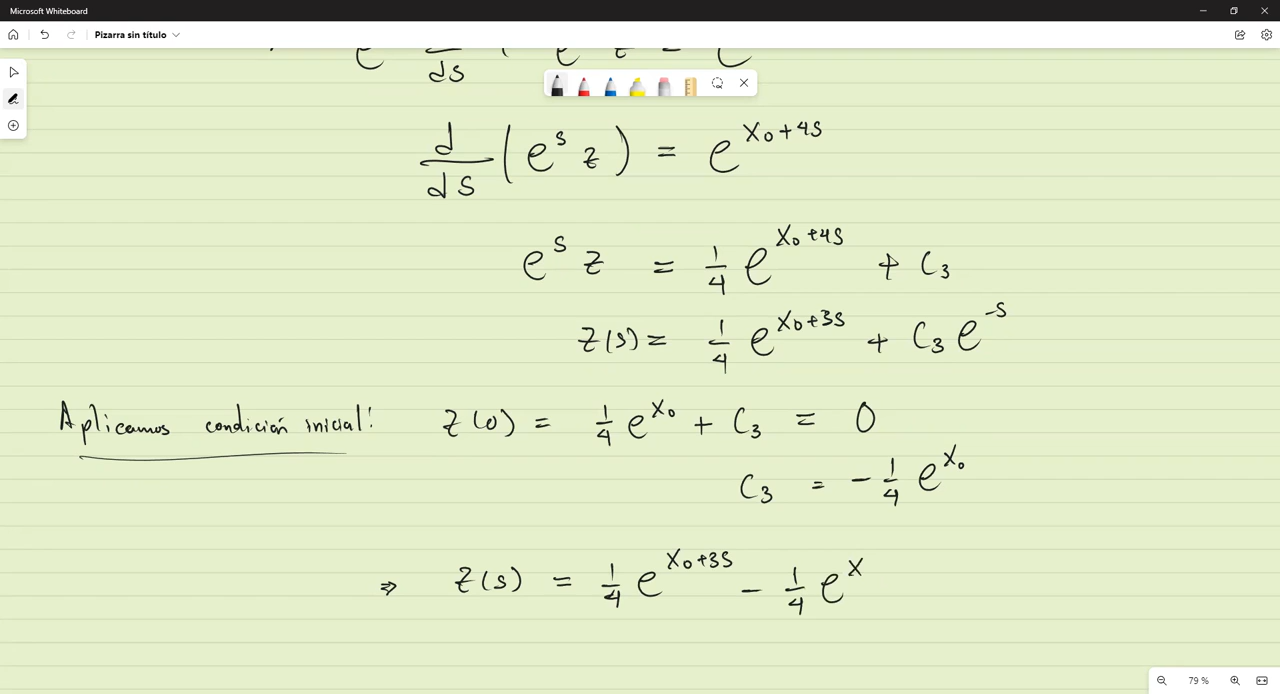 Microsoft Whiteboard
Pizarra sin título
d/ds (e^s z) = e^{x₀+4s}
e^s z = 1/4 e^{x₀+4s} + C₃
z(s) = 1/4 e^{x₀+3s} + C₃ e^{-s}
Aplicamos condición inicial: z(0) = 1/4 e^{x₀} + C₃ = 0
C₃ = - 1/4 e^{x₀}
⇒ z(s) = 1/4 e^{x₀+3s} - 1/4 e^x
79 %